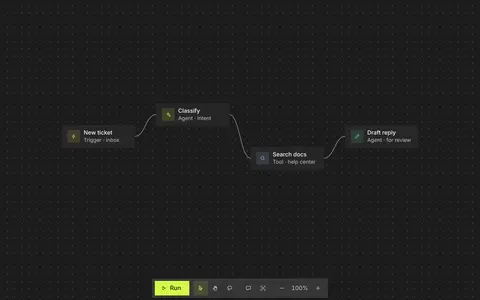 New ticket
Trigger · inbox
Classify
Agent · Intent
Search docs
Tool · help center
Draft reply
Agent · for review
Run
100%